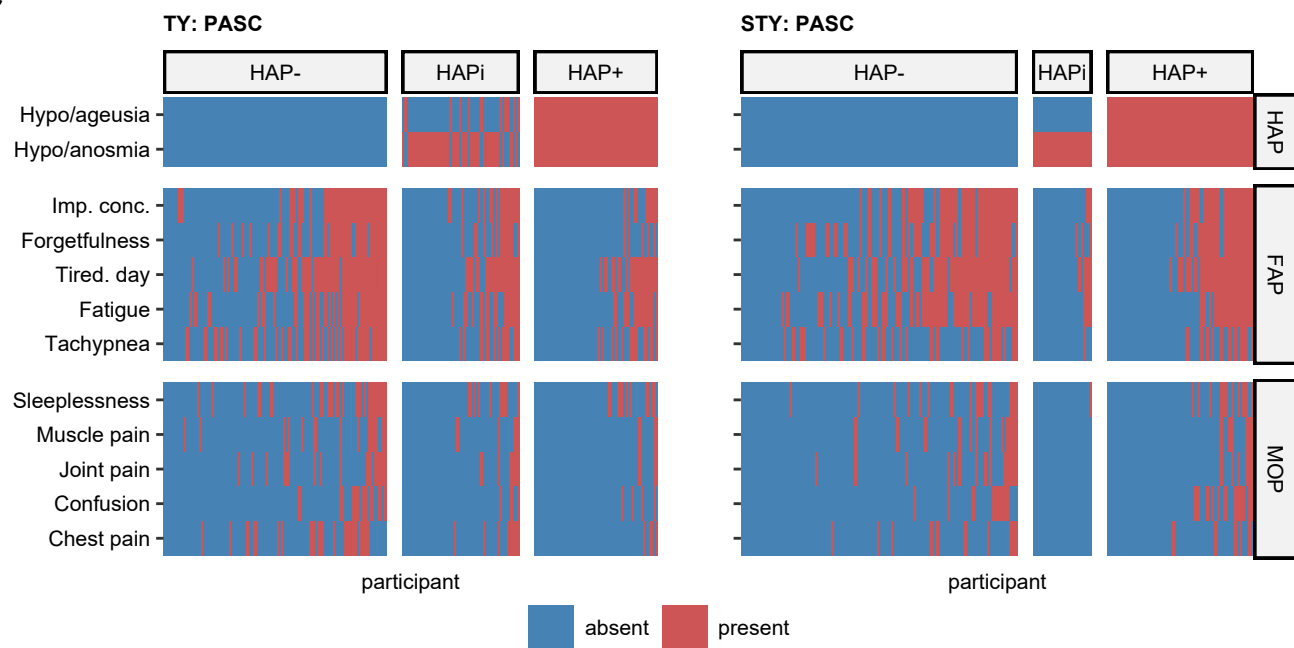 TY: PASC
STY: PASC
HAP-
HAPi
HAP+
HAP-
HAPi
HAP+
Hypo/ageusia
Hypo/anosmia
HAP
Imp. conc.
Forgetfulness
Tired. day
Fatigue
Tachypnea
FAP
Sleeplessness
Muscle pain
Joint pain
Confusion
Chest pain
MOP
participant
participant
absent
present